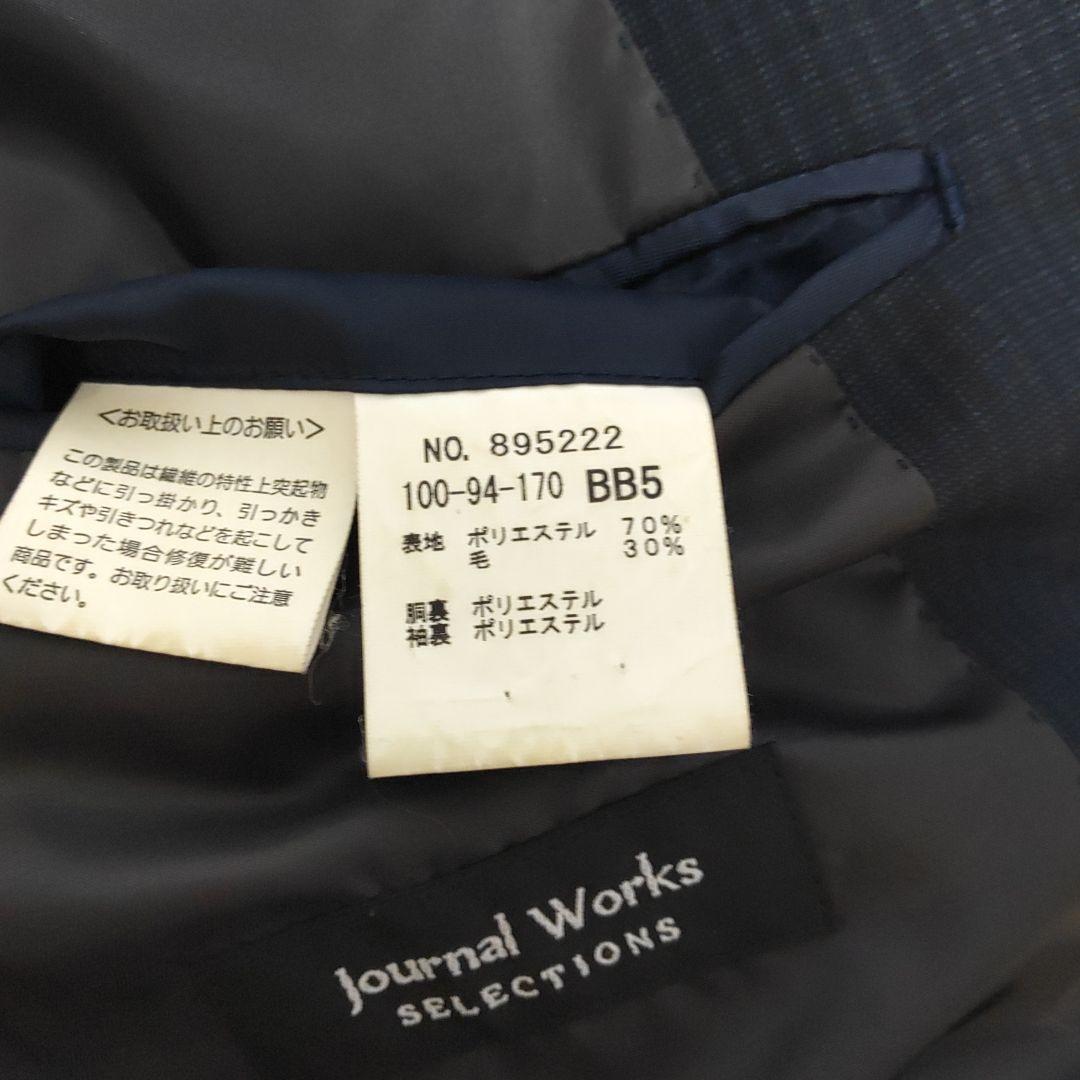 <お取扱い上のお願い>
この製品は繊維の特性上突起物
などに引っ掛かり、引っかき
キズや引きつれなどを起こして
しまった場合修復が難しい
商品です。お取り扱いにご注意
ください。
NO. 895222
100-94-170 BB5
表地 ポリエステル 70%
毛 30%
胴裏 ポリエステル
袖裏 ポリエステル
Journal Works
SELECTIONS